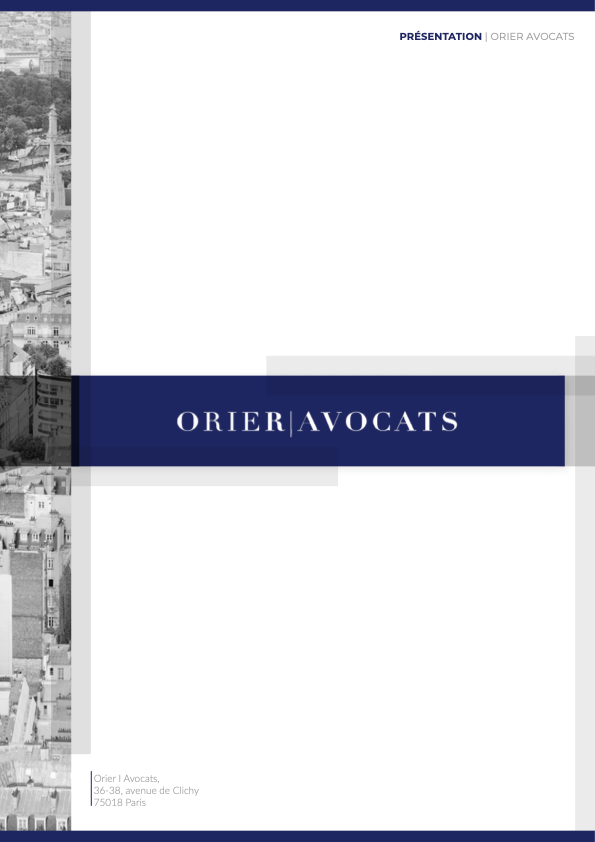 PRÉSENTATION | ORIER AVOCATS
ORIER|AVOCATS
Orier I Avocats,
36-38, avenue de Clichy
75018 Paris